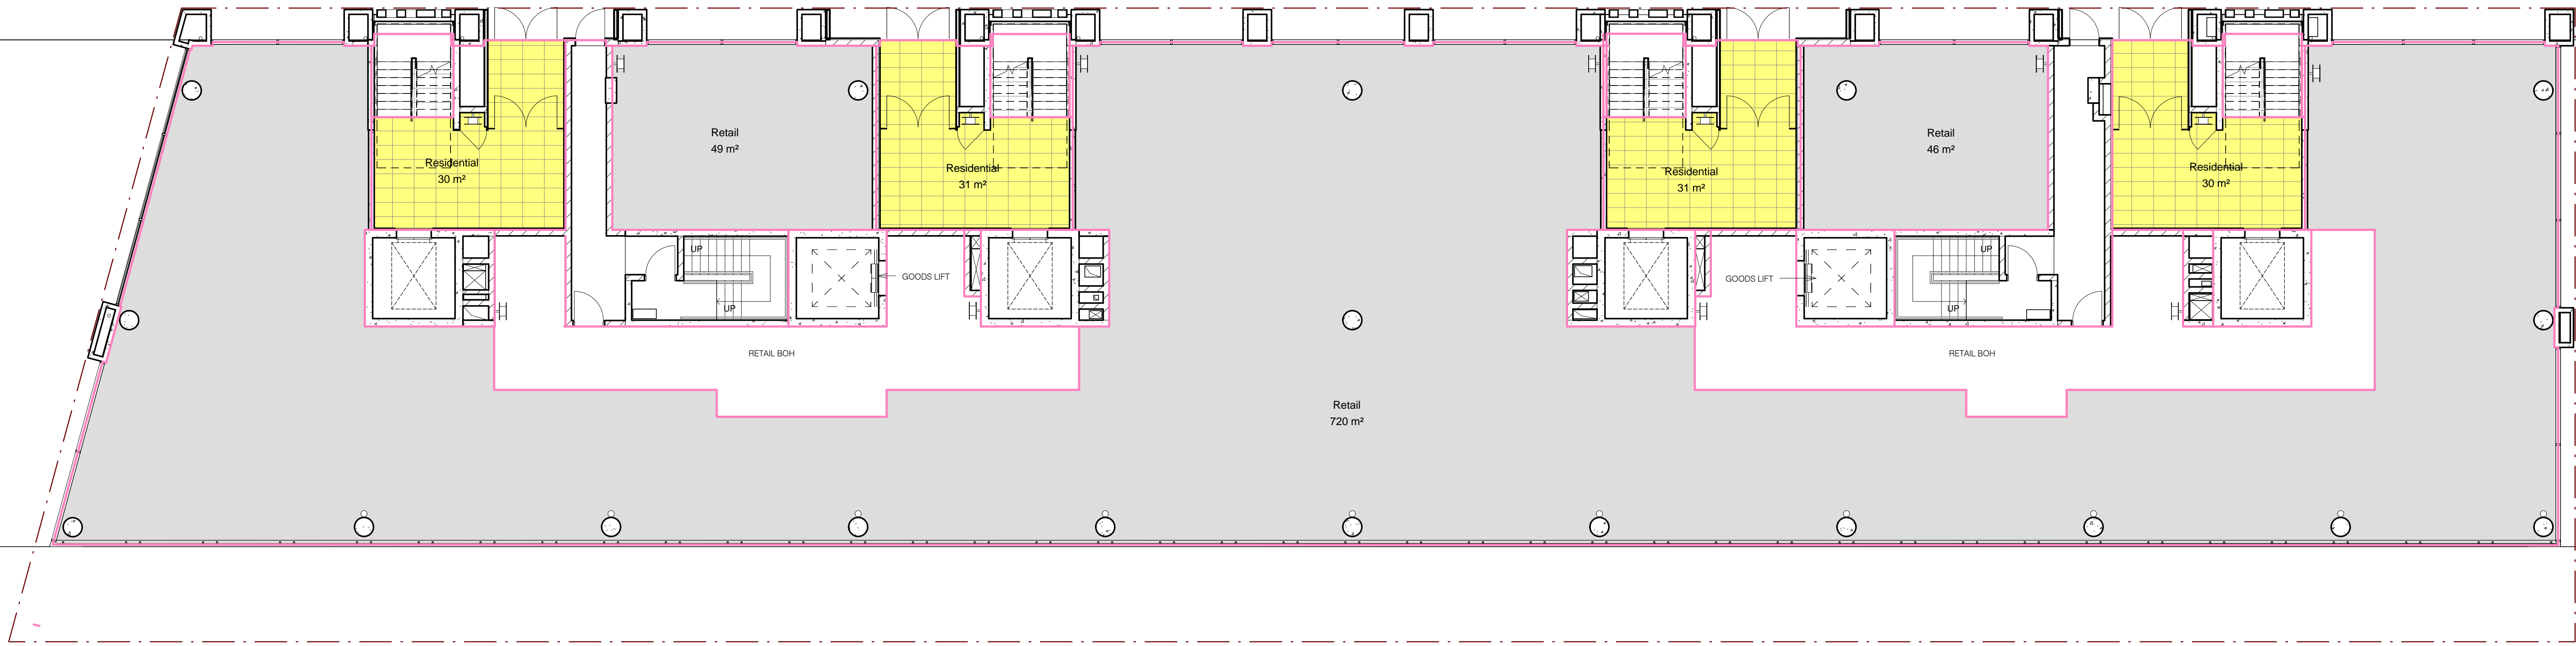 Retail
49 m²
Retail
46 m²
Residential
30 m²
Residential
31 m²
Residential
31 m²
Residential
30 m²
UP
UP
GOODS LIFT
GOODS LIFT
UP
UP
RETAIL BOH
RETAIL BOH
Retail
720 m²